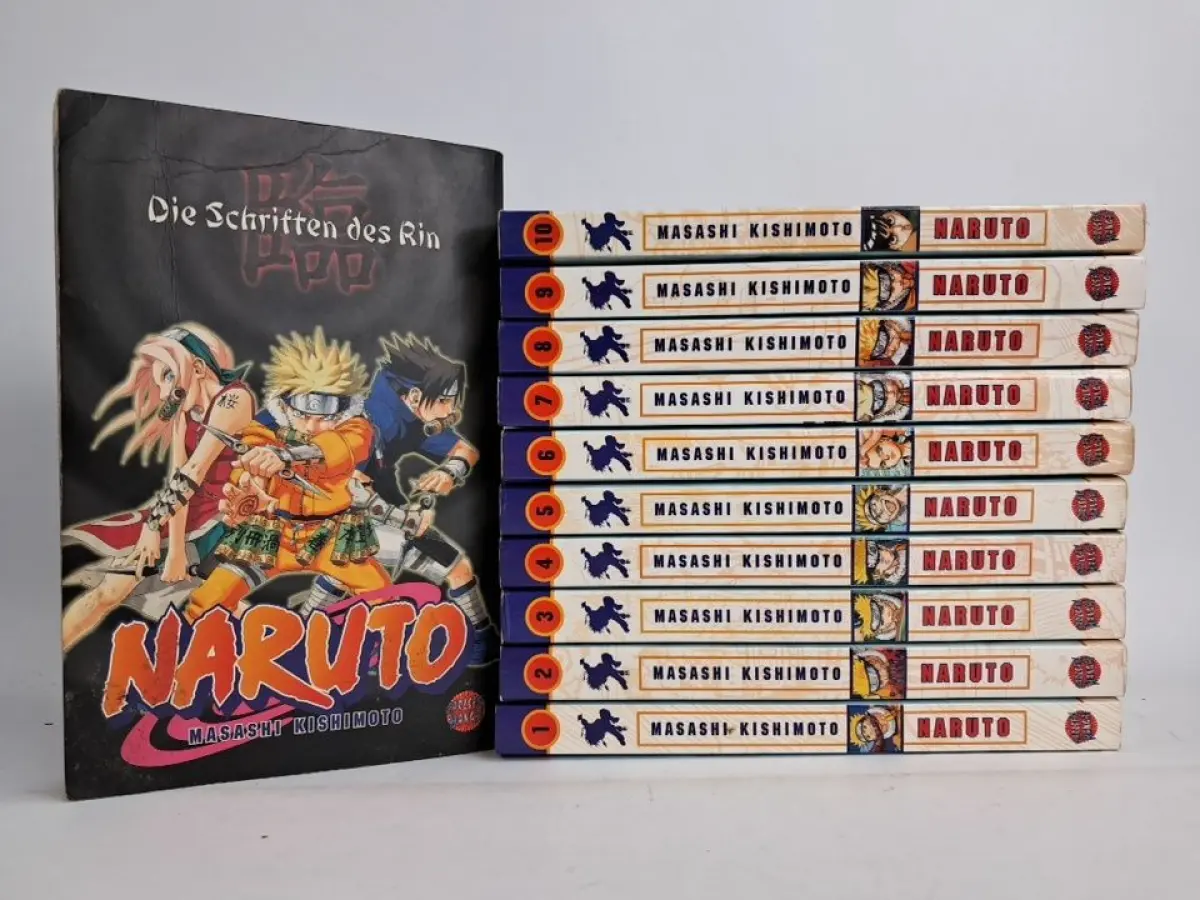 臨
Die Schriften des Rin
NARUTO
MASASHI KISHIMOTO
10 MASASHI KISHIMOTO NARUTO
9 MASASHI KISHIMOTO NARUTO
8 MASASHI KISHIMOTO NARUTO
7 MASASHI KISHIMOTO NARUTO
6 MASASHI KISHIMOTO NARUTO
5 MASASHI KISHIMOTO NARUTO
4 MASASHI KISHIMOTO NARUTO
3 MASASHI KISHIMOTO NARUTO
2 MASASHI KISHIMOTO NARUTO
1 MASASHI KISHIMOTO NARUTO